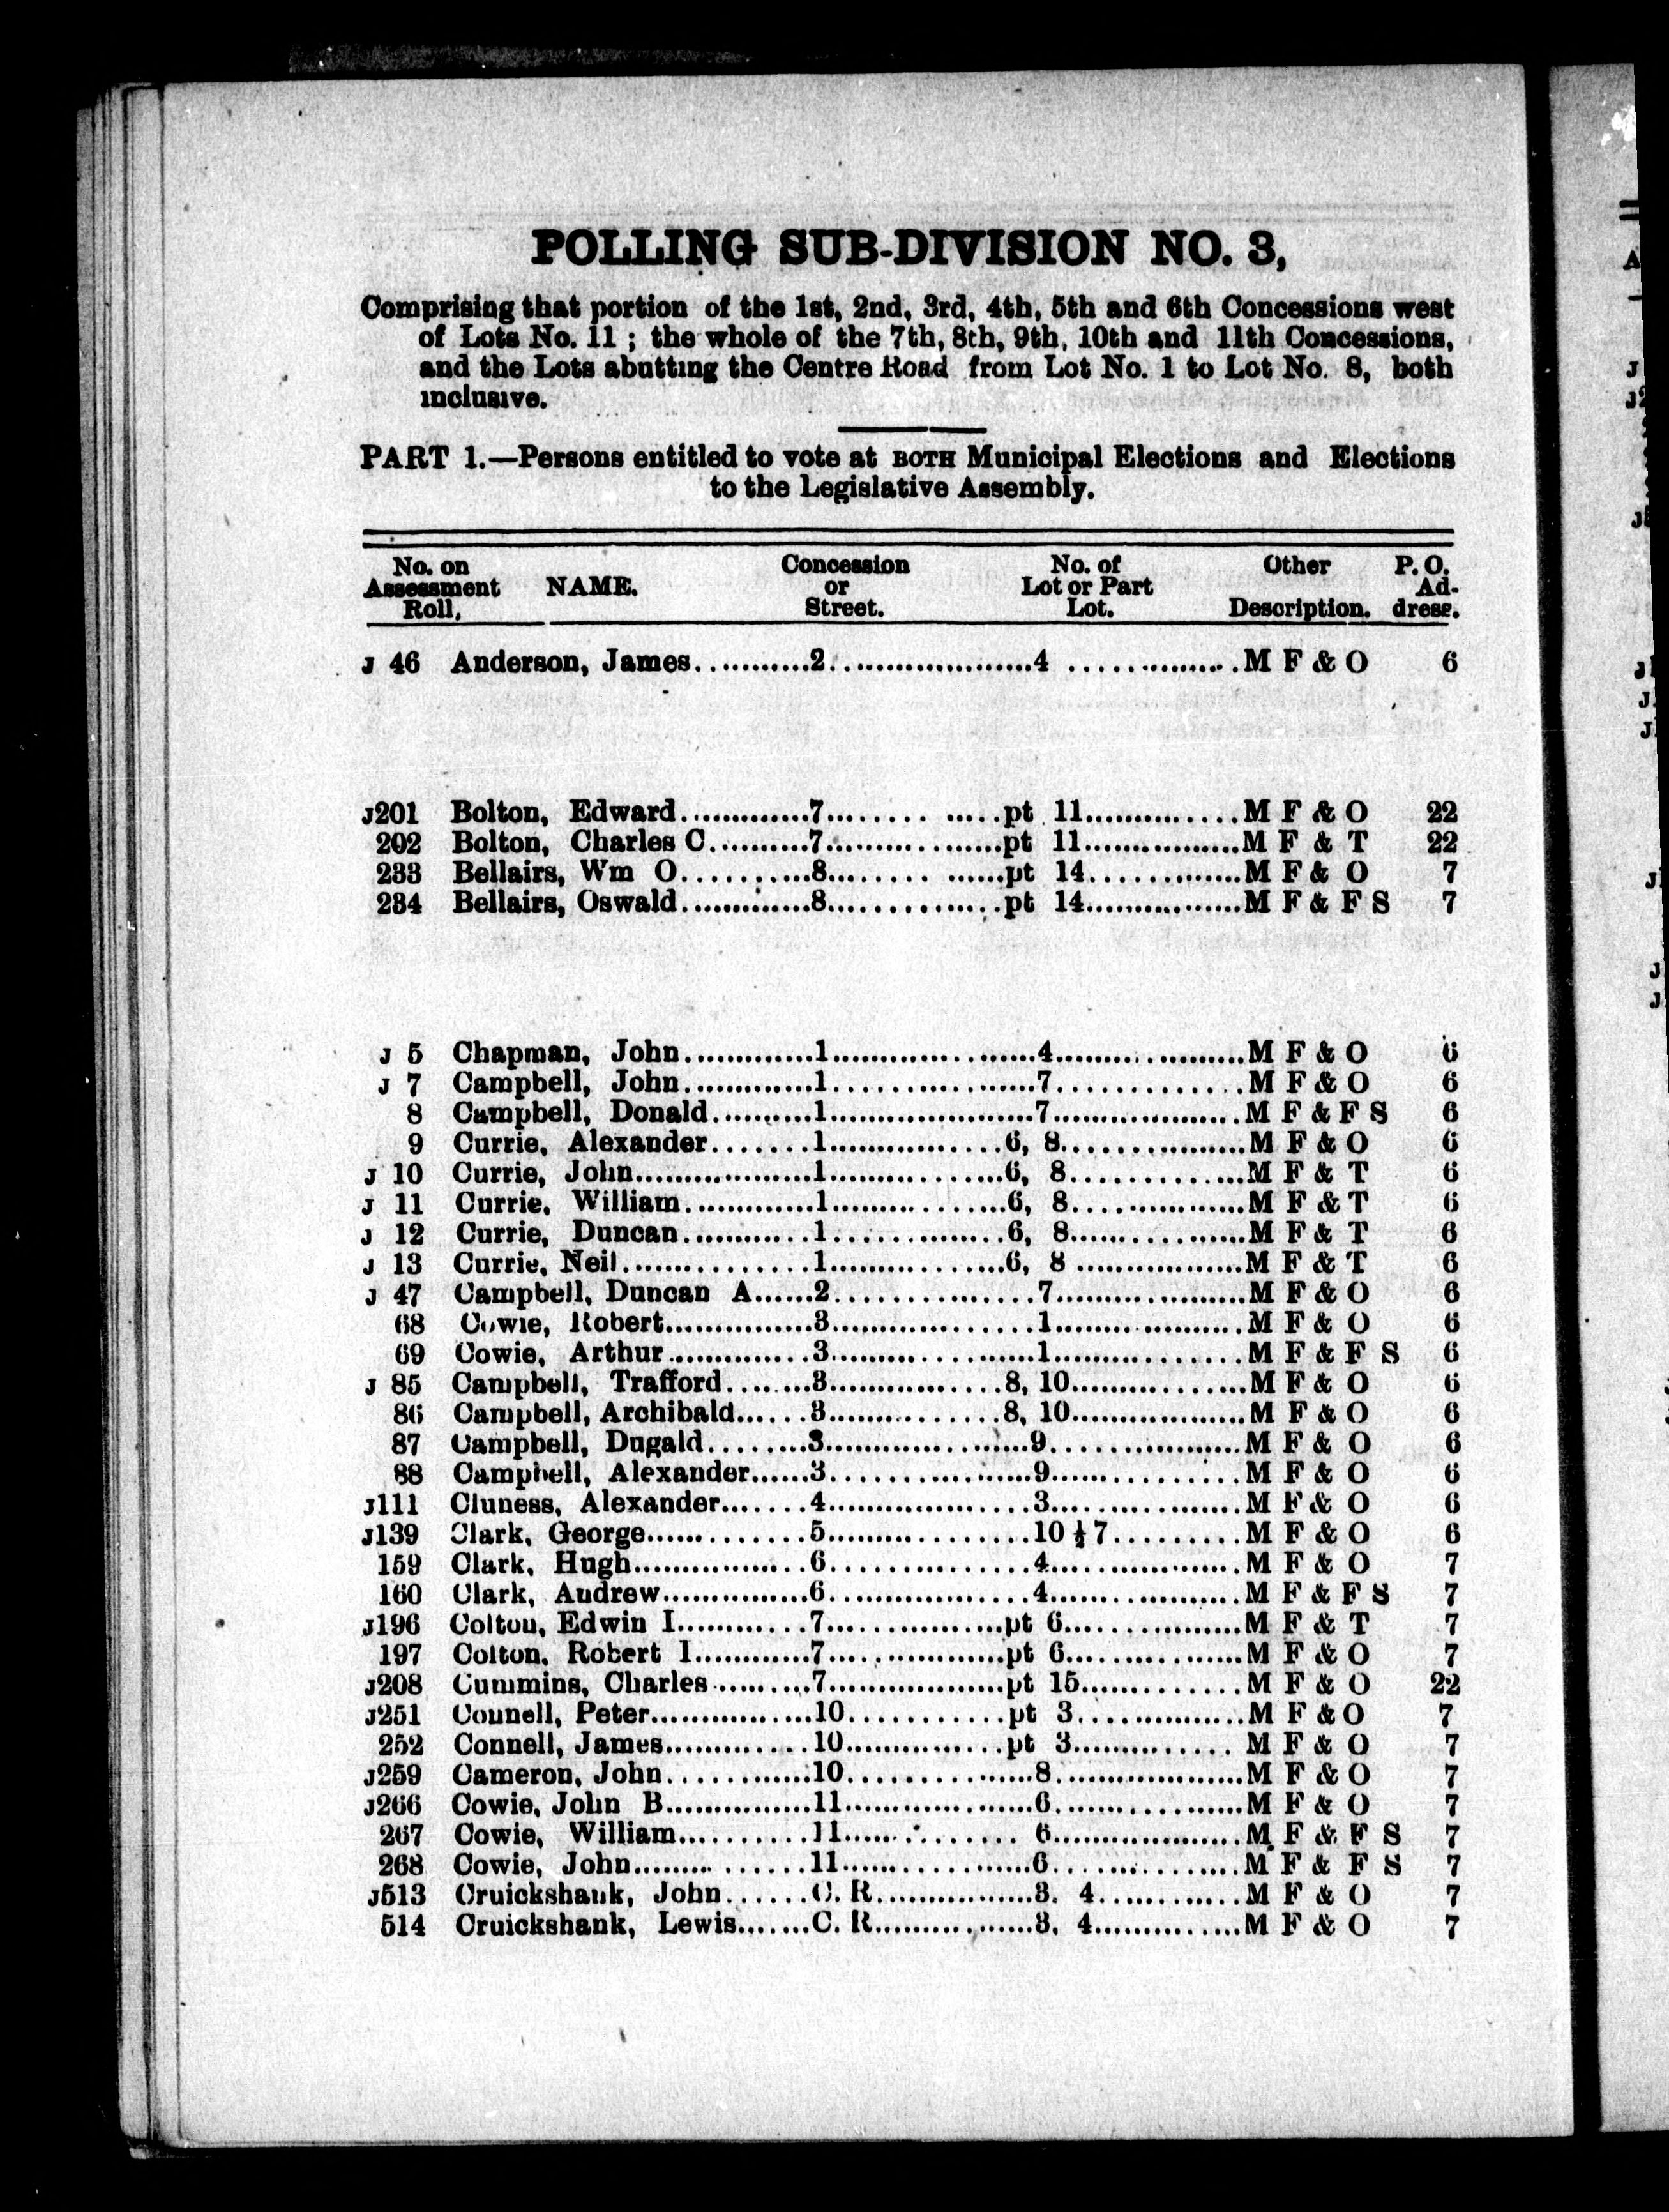 POLLING SUB-DIVISION NO. 3,
Comprising that portion of the 1st, 2nd, 3rd, 4th, 5th and 6th Concessions west
of Lots No. 11 ; the whole of the 7th, 8th, 9th, 10th and 11th Concessions,
and the Lots abutting the Centre Road from Lot No. 1 to Lot No. 8, both
inclusive.
PART 1.—Persons entitled to vote at BOTH Municipal Elections and Elections
to the Legislative Assembly.
No. on Assessment Roll, NAME. Concession or Street. No. of Lot or Part Lot. Other Description. P. O. Address.
J 46 Anderson, James...........2....................4 ................M F & O 6
J201 Bolton, Edward.............7........ .....pt 11..............M F & O 22
202 Bolton, Charles C..........7................pt 11................M F & T 22
233 Bellairs, Wm O...........8........ ......pt 14..............M F & O 7
234 Bellairs, Oswald.............8..............pt 14................M F & F S 7
J 5 Chapman, John.............1....................4...................M F & O 6
J 7 Campbell, John.............1....................7...................M F & O 6
8 Campbell, Donald..........1....................7...................M F & F S 6
9 Currie, Alexander.......1................6, 8..................M F & O 6
J 10 Currie, John..................1................6, 8..............M F & T 6
J 11 Currie, William.............1................6, 8................M F & T 6
J 12 Currie, Duncan.............1................6, 8................M F & T 6
J 13 Currie, Neil..................1................6, 8 .................M F & T 6
J 47 Campbell, Duncan A......2....................7...................M F & O 6
68 Cowie, Robert...............3....................1...................M F & O 6
69 Cowie, Arthur..............3....................1................M F & F S 6
J 85 Campbell, Trafford........3................8, 10................M F & O 6
86 Campbell, Archibald......3................8, 10..................M F & O 6
87 Campbell, Dugald........3....................9..................M F & O 6
88 Campbell, Alexander......3....................9..................M F & O 6
J111 Cluness, Alexander.......4....................3..................M F & O 6
J139 Clark, George.............5....................10 ½ 7..........M F & O 6
159 Clark, Hugh.................6....................4..................M F & O 7
160 Clark, Andrew..............6....................4..................M F & F S 7
J196 Colton, Edwin I............7..................pt 6................M F & T 7
197 Colton, Robert I............7..................pt 6................M F & O 7
J208 Cummins, Charles..........7..................pt 15..............M F & O 22
J251 Connell, Peter................10............pt 3................M F & O 7
252 Connell, James..............10................pt 3.............. M F & O 7
J259 Cameron, John.............10..................8...................M F & O 7
J266 Cowie, John B...............11...................6..................M F & O 7
267 Cowie, William..........11................ 6...................M F & F S 7
268 Cowie, John......... .......11...................6..................M F & F S 7
J513 Cruickshank, John.......C. R................3. 4............M F & O 7
514 Cruickshank, Lewis.......C. R................3, 4..............M F & O 7